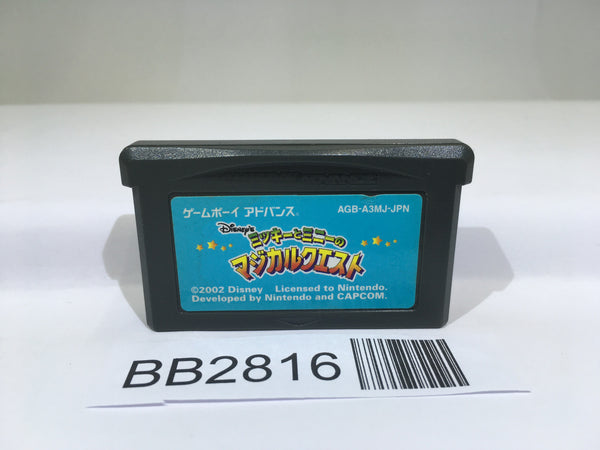 ゲームボーイ アドバンス
AGB-A3MJ-JPN
Disney's
ミッキーとミニーの
マジカルクエスト
©2002 Disney Licensed to Nintendo.
Developed by Nintendo and CAPCOM.
BB2816